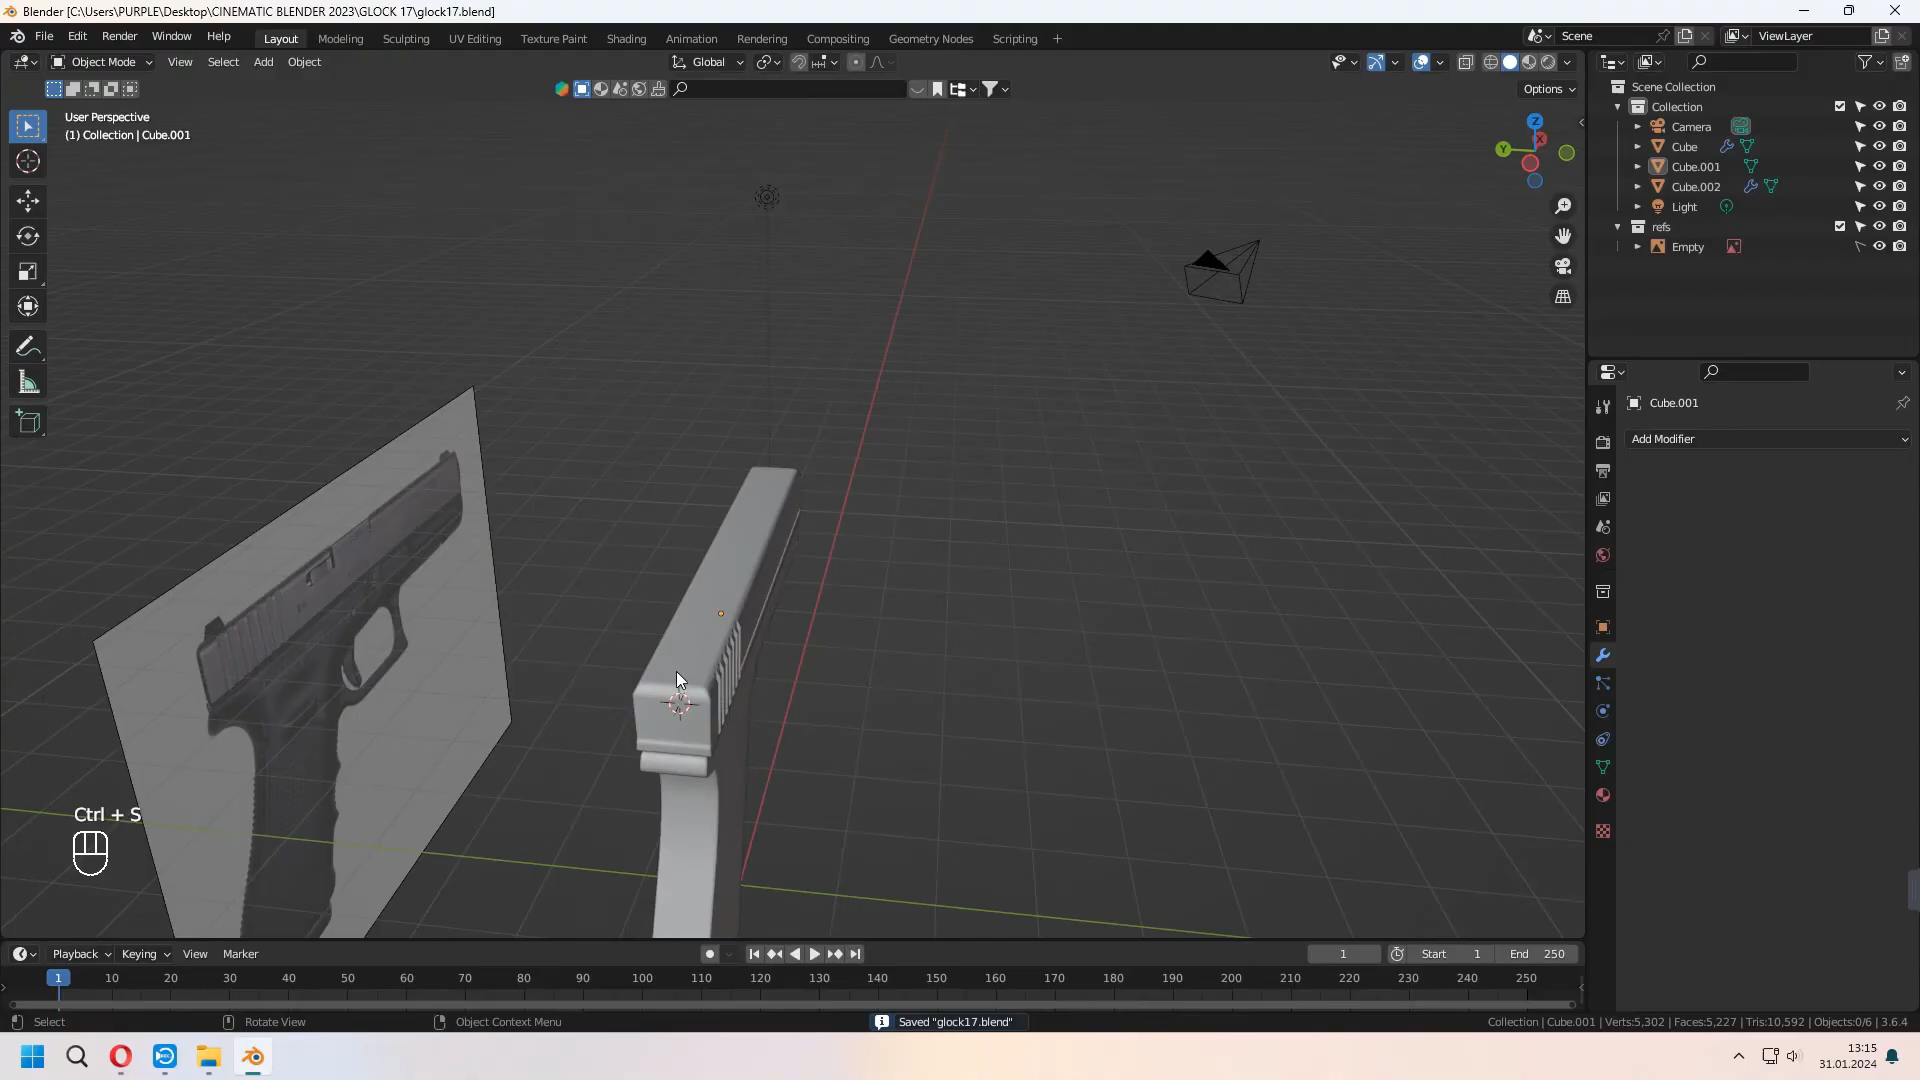 Blender [C:\Users\PURPLE\Desktop\CINEMATIC BLENDER 2023\GLOCK 17\glock17.blend]
File Edit Render Window Help Layout Modeling Sculpting UV Editing Texture Paint Shading Animation Rendering Compositing Geometry Nodes Scripting Scene ViewLayer
Object Mode View Select Add Object Global
Options
User Perspective
(1) Collection | Cube.001
Z
X
Y
Scene Collection
Collection
Camera
Cube
Cube.001
Cube.002
Light
refs
Empty
Cube.001
Add Modifier
Ctrl + S
Playback Keying View Marker 1 Start 1 End 250
1 10 20 30 40 50 60 70 80 90 100 110 120 130 140 150 160 170 180 190 200 210 220 230 240 250
Select Rotate View Object Context Menu Saved "glock17.blend" Collection | Cube.001 | Verts:5,302 | Faces:5,227 | Tris:10,592 | Objects:0/6 | 3.6.4
13:15
31.01.2024